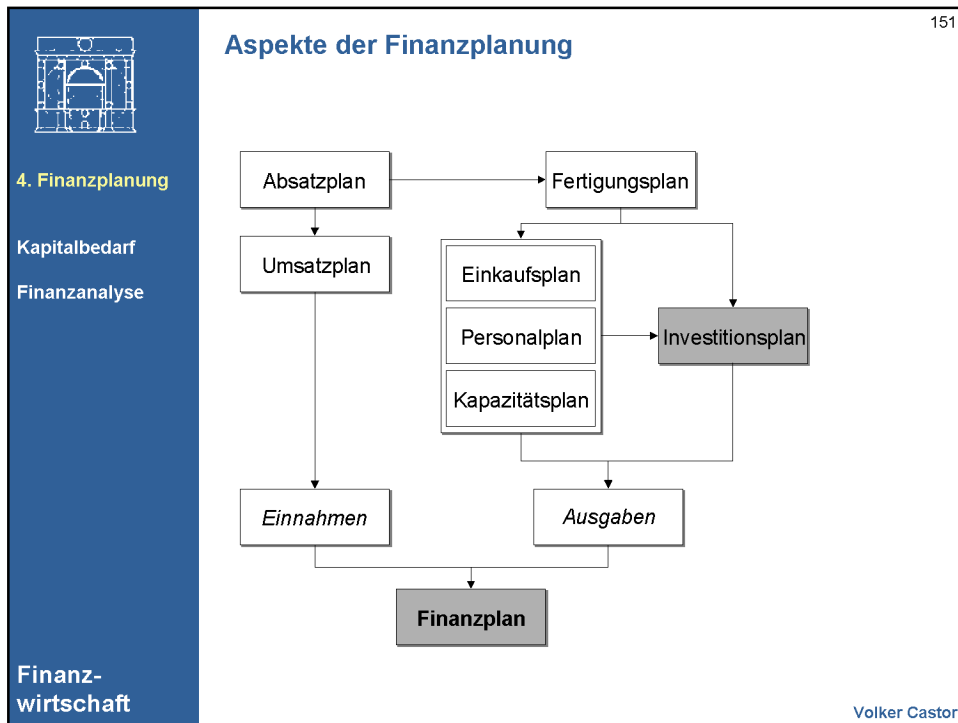 151
Aspekte der Finanzplanung
4. Finanzplanung
Kapitalbedarf
Finanzanalyse
Absatzplan
Fertigungsplan
Umsatzplan
Einkaufsplan
Personalplan
Investitionsplan
Kapazitätsplan
Einnahmen
Ausgaben
Finanzplan
Finanz-
wirtschaft
Volker Castor